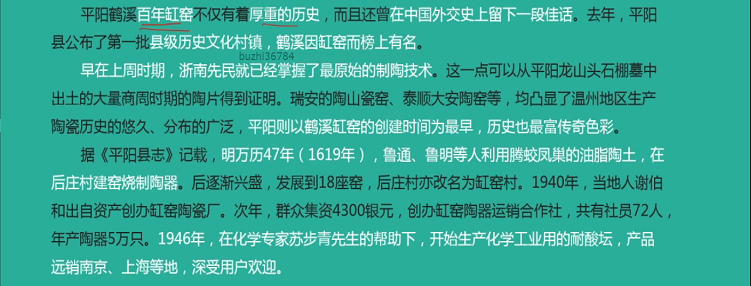 平阳鹤溪百年缸窑不仅有着厚重的历史，而且还曾在中国外交史上留下一段佳话。去年，平阳
县公布了第一批县级历史文化村镇，鹤溪因缸窑而榜上有名。
buzhi36784
早在上周时期，浙南先民就已经掌握了最原始的制陶技术。这一点可以从平阳龙山头石棚墓中
出土的大量商周时期的陶片得到证明。瑞安的陶山瓷窑、泰顺大安陶窑等，均凸显了温州地区生产
陶瓷历史的悠久、分布的广泛，平阳则以鹤溪缸窑的创建时间为最早，历史也最富传奇色彩。
据《平阳县志》记载，明万历47年（1619年），鲁通、鲁明等人利用腾蛟凤巢的油脂陶土，在
后庄村建窑烧制陶器。后逐渐兴盛，发展到18座窑，后庄村亦改名为缸窑村。1940年，当地人谢伯
和出自资产创办缸窑陶瓷厂。次年，群众集资4300银元，创办缸窑陶器运销合作社，共有社员72人，
年产陶器5万只。1946年，在化学专家苏步青先生的帮助下，开始生产化学工业用的耐酸坛，产品
远销南京、上海等地，深受用户欢迎。